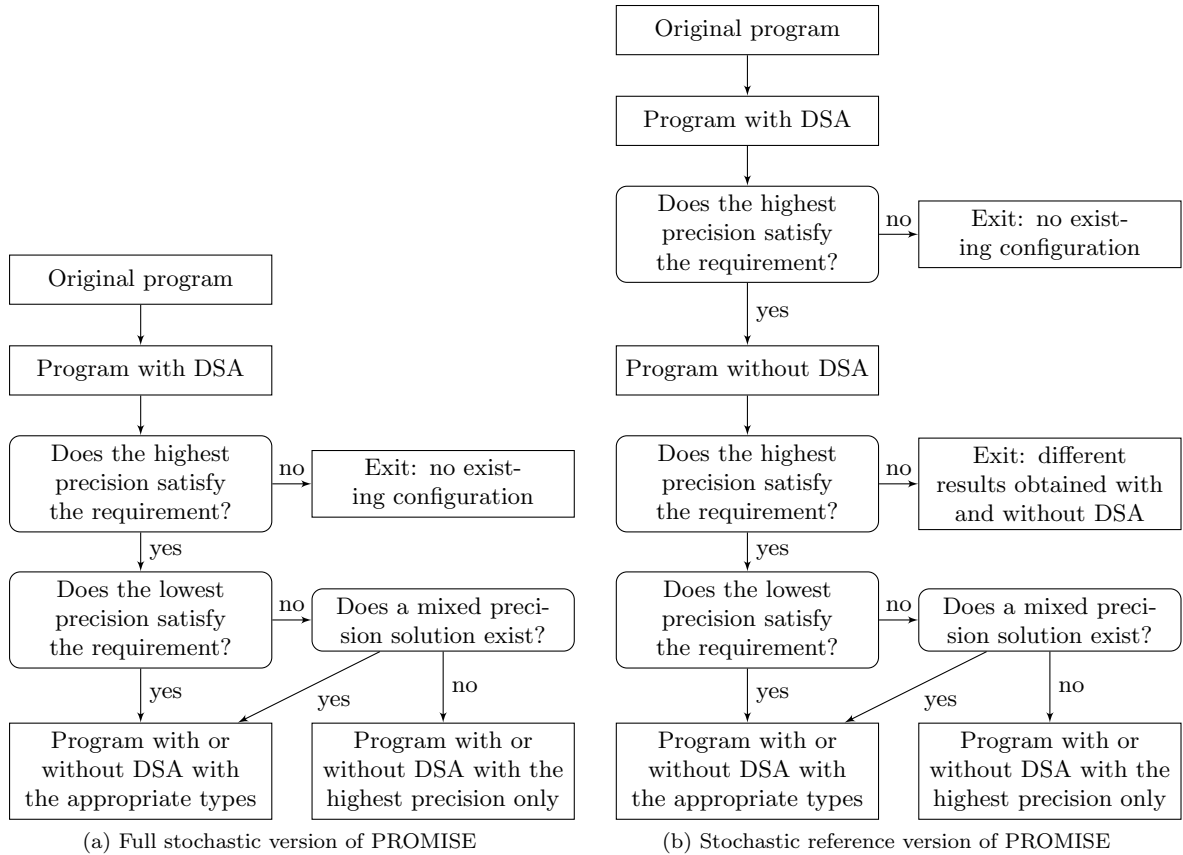 Original program
Program with DSA
Does the highest
precision satisfy
the requirement?
no
Exit: no exist-
ing configuration
yes
Does the lowest
precision satisfy
the requirement?
no
Does a mixed preci-
sion solution exist?
yes
yes
no
Program with or
without DSA with
the appropriate types
Program with or
without DSA with the
highest precision only
(a) Full stochastic version of PROMISE
Original program
Program with DSA
Does the highest
precision satisfy
the requirement?
no
Exit: no exist-
ing configuration
yes
Program without DSA
Does the highest
precision satisfy
the requirement?
no
Exit: different
results obtained with
and without DSA
yes
Does the lowest
precision satisfy
the requirement?
no
Does a mixed preci-
sion solution exist?
yes
yes
no
Program with or
without DSA with
the appropriate types
Program with or
without DSA with the
highest precision only
(b) Stochastic reference version of PROMISE